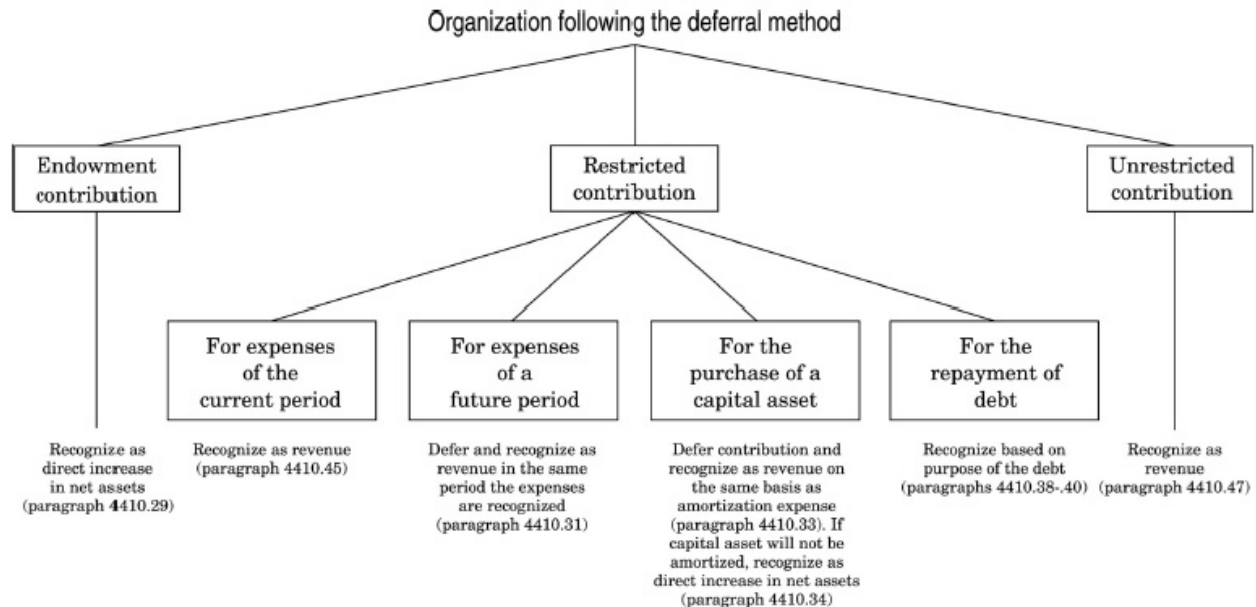 Organization following the deferral method
Endowment
contribution
Restricted
contribution
Unrestricted
contribution
For expenses
of the
current period
For expenses
of a
future period
For the
purchase of a
capital asset
For the
repayment of
debt
Recognize as
direct increase
in net assets
(paragraph 4410.29)
Recognize as revenue
(paragraph 4410.45)
Defer and recognize as
revenue in the same
period the expenses
are recognized
(paragraph 4410.31)
Defer contribution and
recognize as revenue on
the same basis as
amortization expense
(paragraph 4410.33). If
capital asset will not be
amortized, recognize as
direct increase in net assets
(paragraph 4410.34)
Recognize based on
purpose of the debt
(paragraphs 4410.38-.40)
Recognize as
revenue
(paragraph 4410.47)